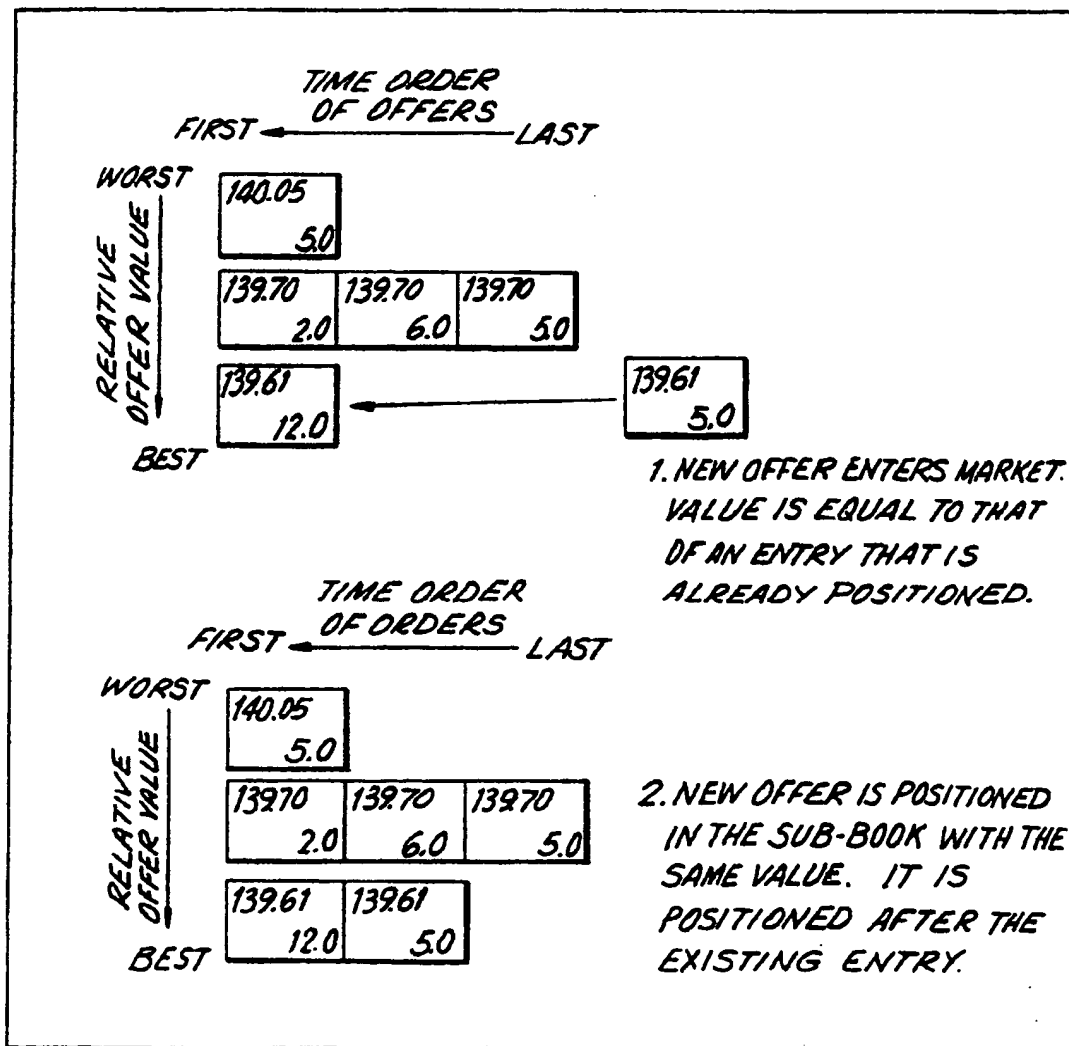 TIME ORDER
OF OFFERS
FIRST LAST
WORST
RELATIVE
OFFER VALUE
BEST
140.05
5.0
139.70 139.70 139.70
2.0 6.0 5.0
139.61 139.61
12.0 5.0
1. NEW OFFER ENTERS MARKET.
VALUE IS EQUAL TO THAT
OF AN ENTRY THAT IS
ALREADY POSITIONED.
TIME ORDER
OF ORDERS
FIRST LAST
WORST
RELATIVE
OFFER VALUE
BEST
140.05
5.0
139.70 139.70 139.70
2.0 6.0 5.0
139.61 139.61
12.0 5.0
2. NEW OFFER IS POSITIONED
IN THE SUB-BOOK WITH THE
SAME VALUE. IT IS
POSITIONED AFTER THE
EXISTING ENTRY.